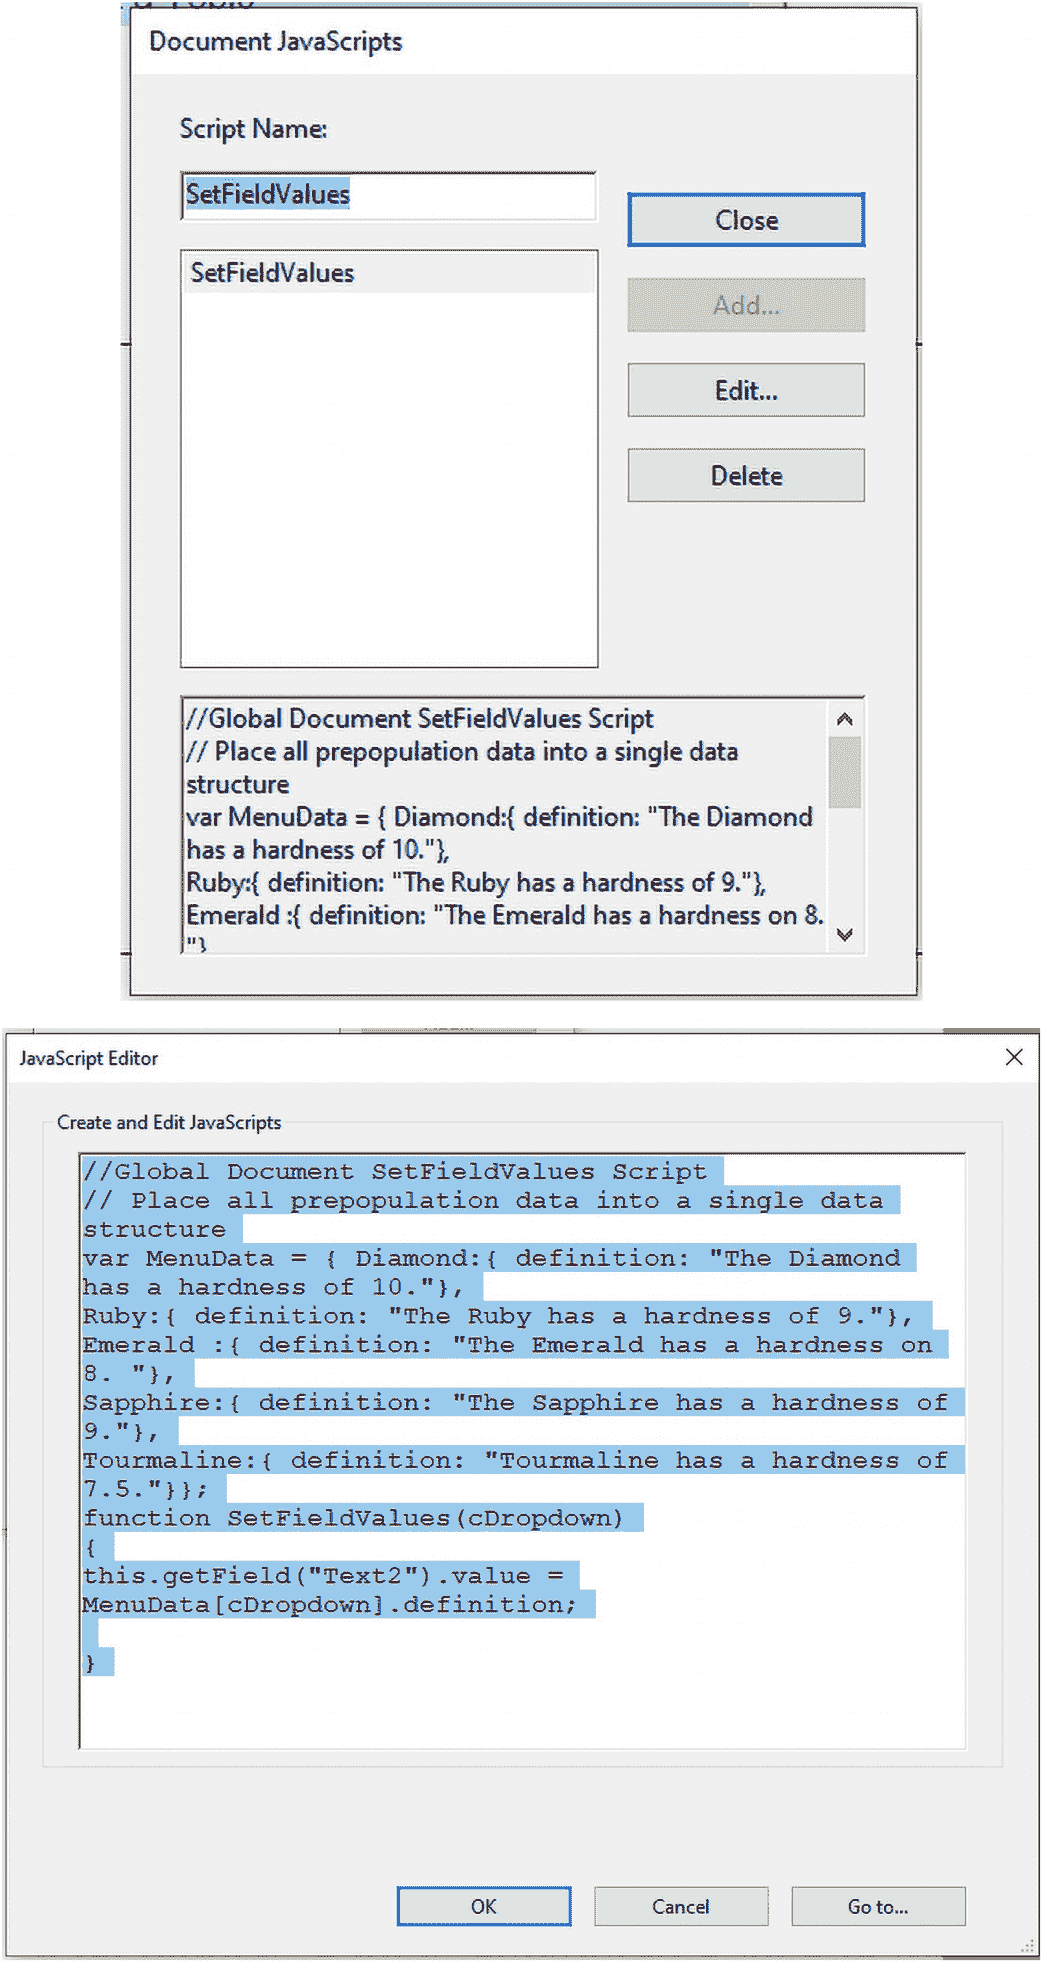 Document JavaScripts
Script Name:
SetFieldValues
Close
SetFieldValues
Add...
Edit...
Delete
//Global Document SetFieldValues Script
// Place all prepopulation data into a single data
structure
var MenuData = { Diamond:{ definition: "The Diamond
has a hardness of 10."},
Ruby:{ definition: "The Ruby has a hardness of 9."},
Emerald :{ definition: "The Emerald has a hardness on 8.
"}
JavaScript Editor
Create and Edit JavaScripts
//Global Document SetFieldValues Script
// Place all prepopulation data into a single data
structure
var MenuData = { Diamond:{ definition: "The Diamond
has a hardness of 10."},
Ruby:{ definition: "The Ruby has a hardness of 9."},
Emerald :{ definition: "The Emerald has a hardness on
8. "},
Sapphire:{ definition: "The Sapphire has a hardness of
9."},
Tourmaline:{ definition: "Tourmaline has a hardness of
7.5."}};
function SetFieldValues(cDropdown)
{
this.getField("Text2").value =
MenuData[cDropdown].definition;
}
OK
Cancel
Go to...